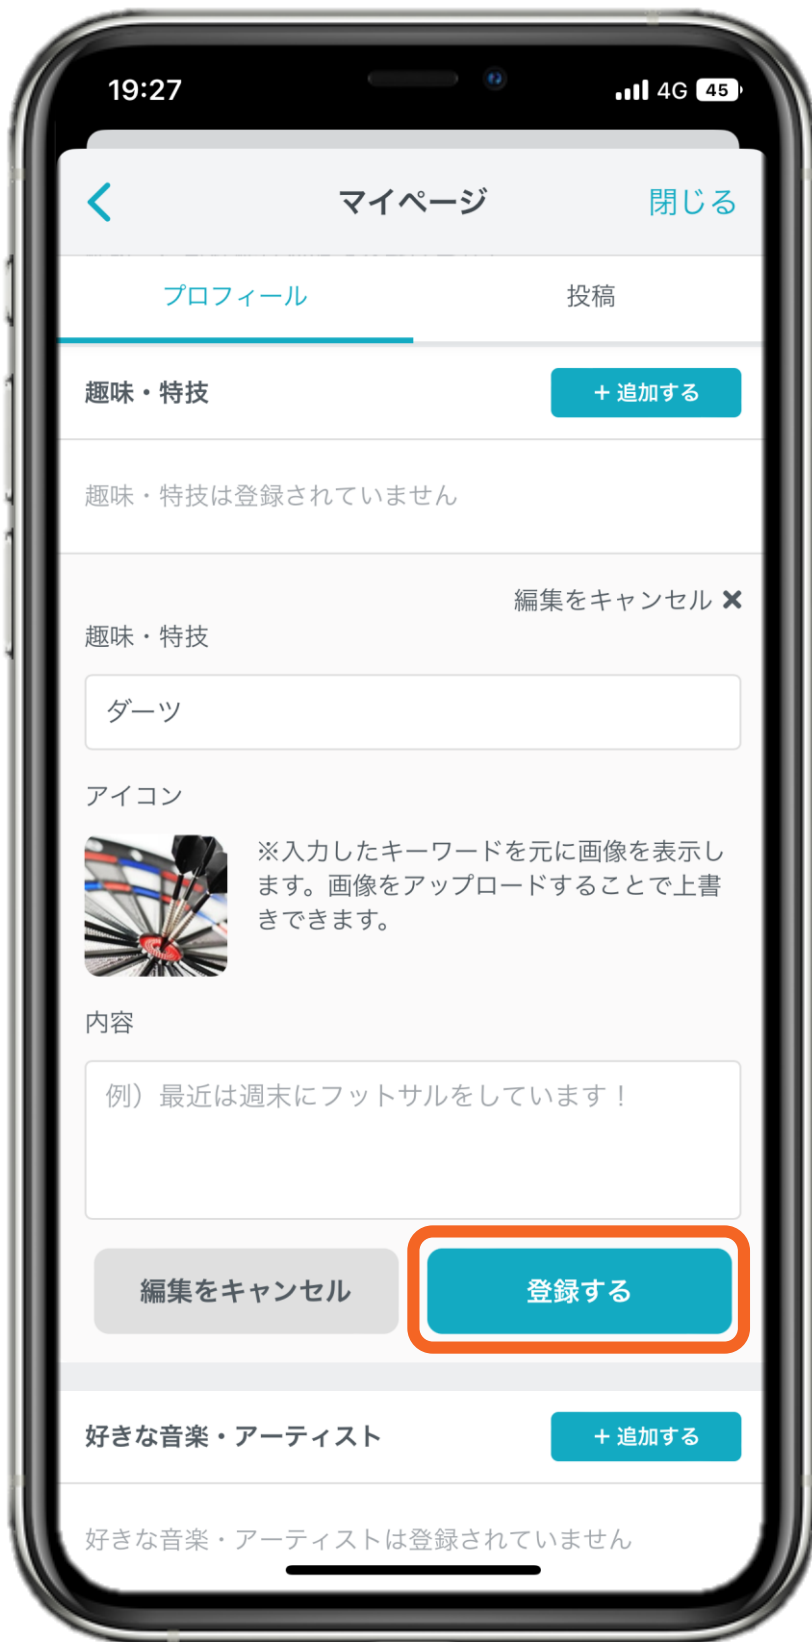 19:27
4G 45
マイページ
閉じる
プロフィール
投稿
趣味・特技
+ 追加する
趣味・特技は登録されていません
編集をキャンセル ✖
趣味・特技
ダーツ
アイコン
※入力したキーワードを元に画像を表示し
ます。画像をアップロードすることで上書
きできます。
内容
例）最近は週末にフットサルをしています！
編集をキャンセル
登録する
好きな音楽・アーティスト
+ 追加する
好きな音楽・アーティストは登録されていません